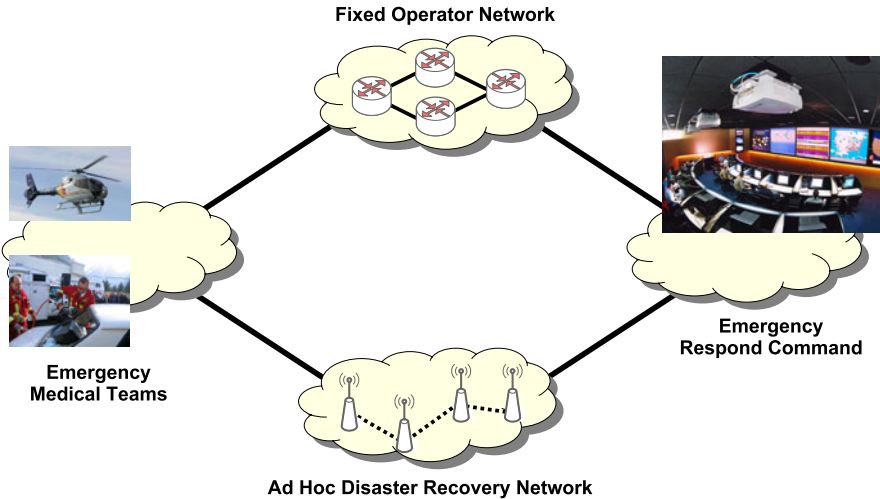 Fixed Operator Network
Emergency
Medical Teams
Emergency
Respond Command
Ad Hoc Disaster Recovery Network